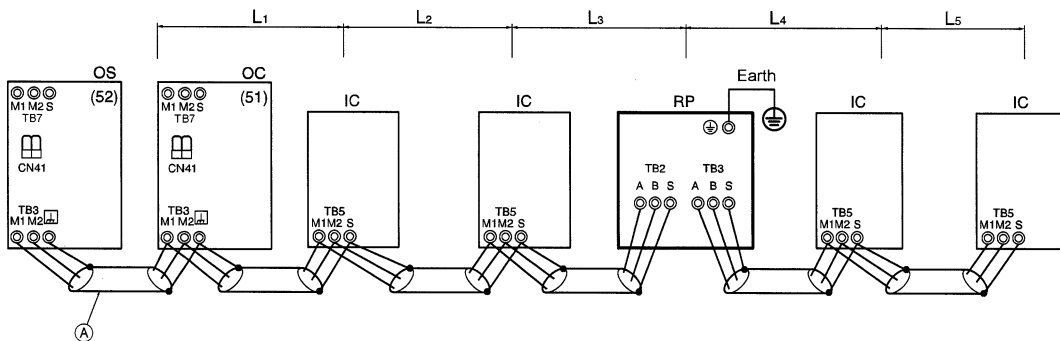 L1 L2 L3 L4 L5
OS OC
(52) (51)
Earth
IC IC RP IC IC
M1 M2 S M1 M2 S
TB7 TB7
CN41 CN41
TB2 TB3
A B S A B S
TB3 TB3 TB5 TB5 TB5 TB5
M1 M2 M1 M2 M1 M2 S M1 M2 S M1 M2 S M1 M2 S
A